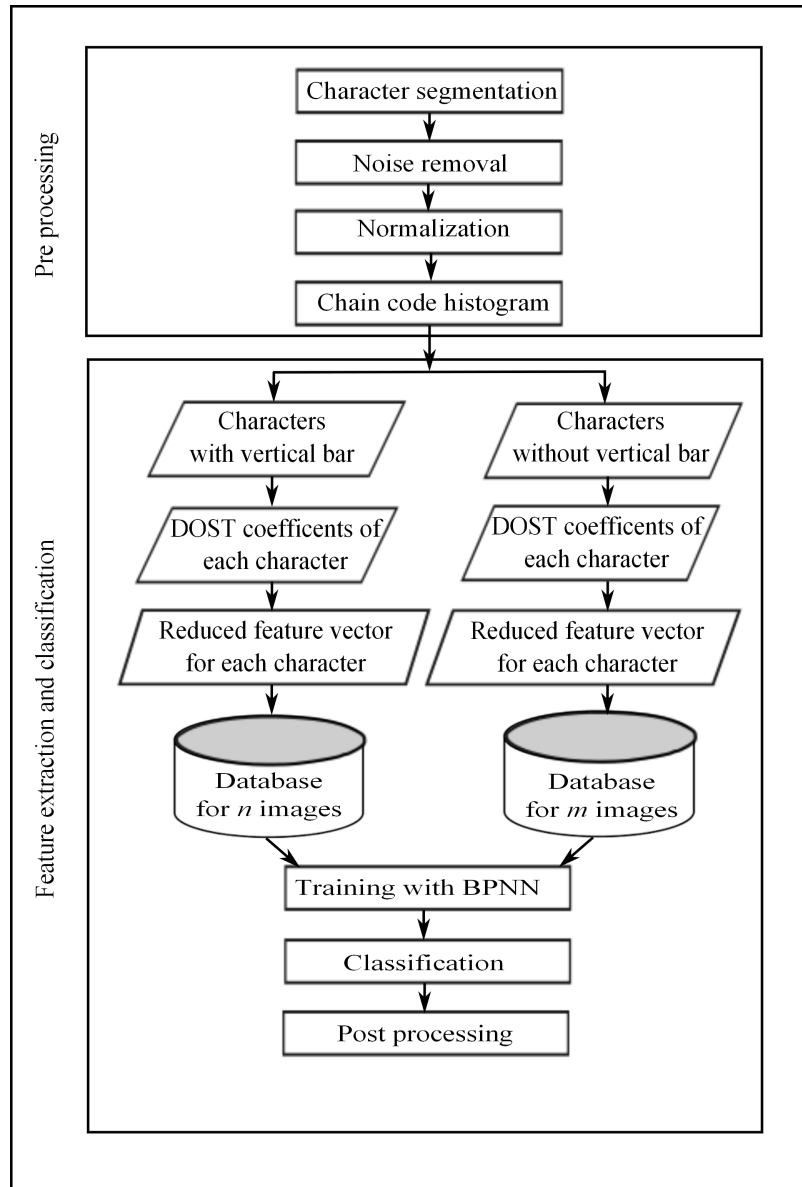 Pre processing
Character segmentation
Noise removal
Normalization
Chain code histogram
Feature extraction and classification
Characters
with vertical bar
Characters
without vertical bar
DOST coefficents of
each character
DOST coefficents of
each character
Reduced feature vector
for each character
Reduced feature vector
for each character
Database
for n images
Database
for m images
Training with BPNN
Classification
Post processing